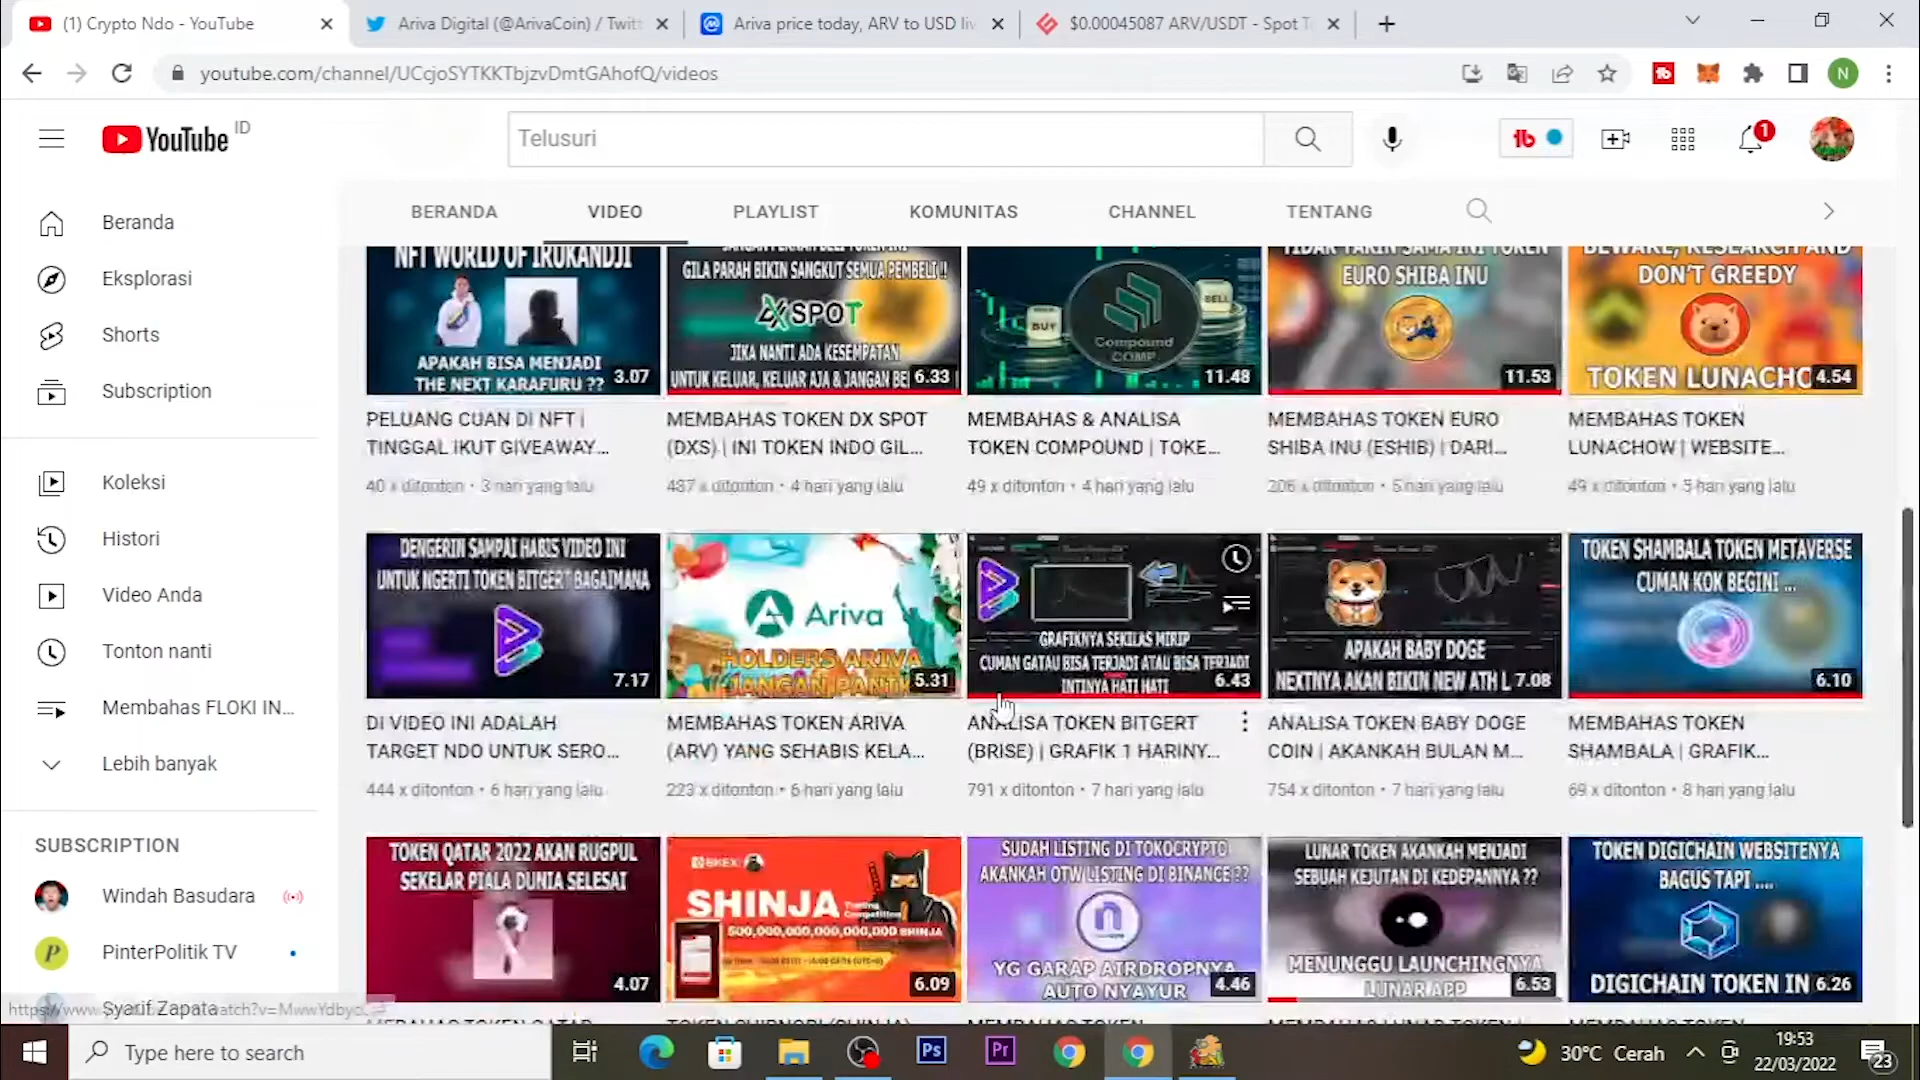 (1) Crypto Ndo - YouTube
Ariva Digital (@ArivaCoin) / Twitt
Ariva price today, ARV to USD liv
$0.00045087 ARV/USDT - Spot T
youtube.com/channel/UCcjoSYTKKTbjzvDmtGAhofQ/videos
N
YouTube ID
Telusuri
1
Beranda
Eksplorasi
Shorts
Subscription
Koleksi
Histori
Video Anda
Tonton nanti
Membahas FLOKI IN...
Lebih banyak
SUBSCRIPTION
Windah Basudara
PinterPolitik TV
Syarif Zapata
BERANDA VIDEO PLAYLIST KOMUNITAS CHANNEL TENTANG
NFT WORLD OF IRUKANDJI
APAKAH BISA MENJADI
THE NEXT KARAFURU ??
3.07
PELUANG CUAN DI NFT |
TINGGAL IKUT GIVEAWAY...
40 x ditonton • 3 hari yang lalu
JANGAN PERNAH BELI TOKEN INI
GILA PARAH BIKIN SANGKUT SEMUA PEMBELI !!
SPOT
JIKA NANTI ADA KESEMPATAN
UNTUK KELUAR, KELUAR AJA & JANGAN BE
6.33
MEMBAHAS TOKEN DX SPOT
(DXS) | INI TOKEN INDO GIL...
437 x ditonton • 4 hari yang lalu
BUY
SELL
Compound
COMP
11.48
MEMBAHAS & ANALISA
TOKEN COMPOUND | TOKE...
49 x ditonton • 4 hari yang lalu
TIDAK YAKIN SAMA INI TOKEN
EURO SHIBA INU
11.53
MEMBAHAS TOKEN EURO
SHIBA INU (ESHIB) | DARI...
206 x ditonton • 5 hari yang lalu
BEWARE, RESEARCH AND
DON'T GREEDY
TOKEN LUNACHO
4.54
MEMBAHAS TOKEN
LUNACHOW | WEBSITE...
49 x ditonton • 5 hari yang lalu
DENGERIN SAMPAI HABIS VIDEO INI
UNTUK NGERTI TOKEN BITGERT BAGAIMANA
7.17
DI VIDEO INI ADALAH
TARGET NDO UNTUK SERO...
444 x ditonton • 6 hari yang lalu
Ariva
HOLDERS ARIVA
JANGAN PANIK
5.31
MEMBAHAS TOKEN ARIVA
(ARV) YANG SEHABIS KELA...
223 x ditonton • 6 hari yang lalu
GRAFIKNYA SEKILAS MIRIP
CUMAN GATAU BISA TERJADI ATAU BISA TERJADI
INTINYA HATI HATI
6.43
ANALISA TOKEN BITGERT
(BRISE) | GRAFIK 1 HARINY...
791 x ditonton • 7 hari yang lalu
APAKAH BABY DOGE
NEXTNYA AKAN BIKIN NEW ATH L
7.08
ANALISA TOKEN BABY DOGE
COIN | AKANKAH BULAN M...
754 x ditonton • 7 hari yang lalu
TOKEN SHAMBALA TOKEN METAVERSE
CUMAN KOK BEGINI ...
6.10
MEMBAHAS TOKEN
SHAMBALA | GRAFIK...
69 x ditonton • 8 hari yang lalu
TOKEN QATAR 2022 AKAN RUGPUL
SEKELAR PIALA DUNIA SELESAI
4.07
BKEX
SHINJA
Trading
Competition
500,000,000,000,000 SHINJA
6.09
SUDAH LISTING DI TOKOCRYPTO
AKANKAH OTW LISTING DI BINANCE ??
YG GARAP AIRDROPNYA
AUTO NYAYUR
4.46
LUNAR TOKEN AKANKAH MENJADI
SEBUAH KEJUTAN DI KEDEPANNYA ??
MENUNGGU LAUNCHINGNYA
LUNAR APP
6.53
TOKEN DIGICHAIN WEBSITENYA
BAGUS TAPI ....
DIGICHAIN TOKEN IN
6.26
Type here to search
Ps
Pr
30°C Cerah
19:53
22/03/2022
23